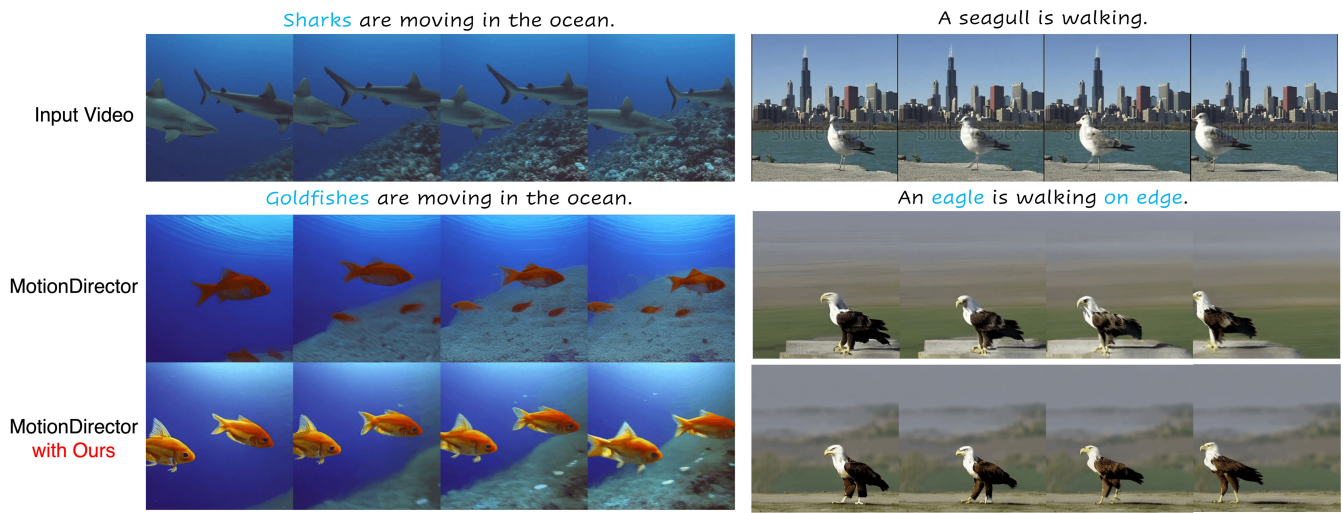 Sharks are moving in the ocean.
A seagull is walking.
Input Video
shutterstock
Goldfishes are moving in the ocean.
An eagle is walking on edge.
MotionDirector
MotionDirector
with Ours